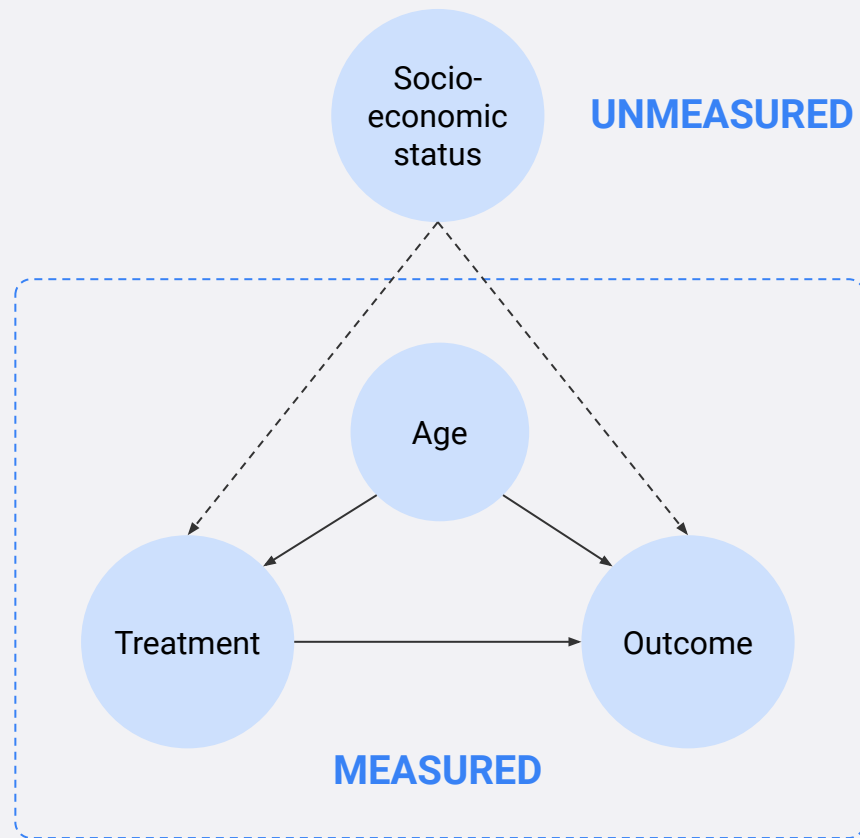 Socio-
economic
status
UNMEASURED
Age
Treatment
Outcome
MEASURED